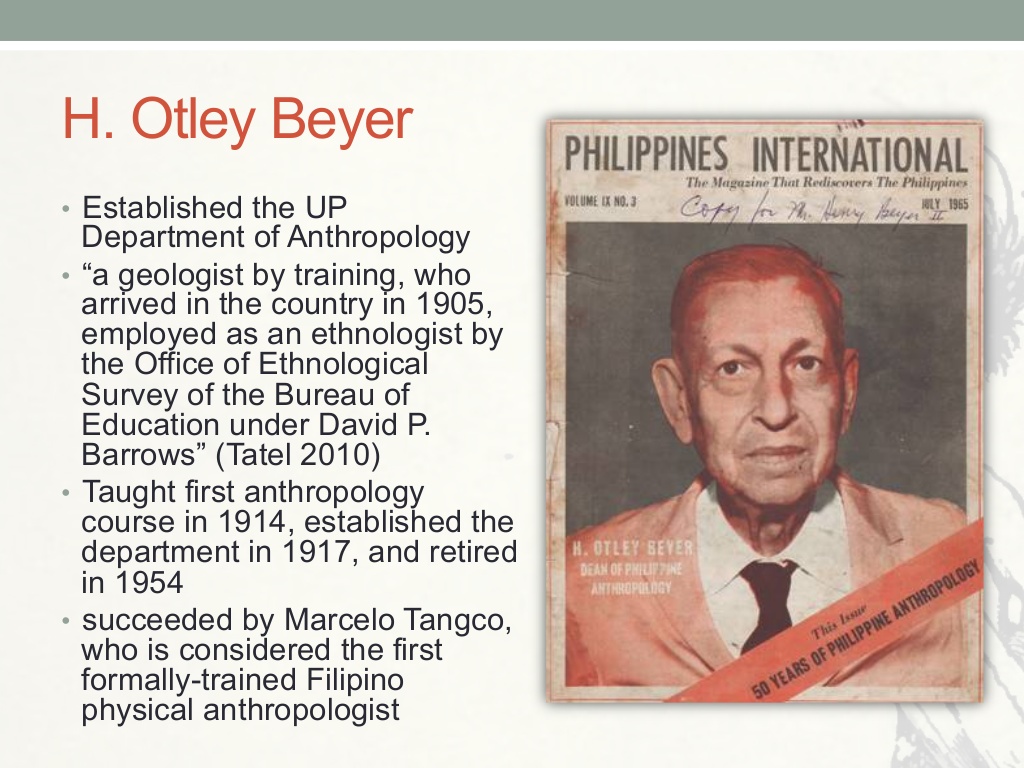 H. Otley Beyer
• Established the UP
Department of Anthropology
• “a geologist by training, who
arrived in the country in 1905,
employed as an ethnologist by
the Office of Ethnological
Survey of the Bureau of
Education under David P.
Barrows” (Tatel 2010)
• Taught first anthropology
course in 1914, established the
department in 1917, and retired
in 1954
• succeeded by Marcelo Tangco,
who is considered the first
formally-trained Filipino
physical anthropologist
PHILIPPINES INTERNATIONAL
The Magazine That Rediscovers The Philippines
VOLUME IX NO. 3
JULY 1965
Copy for Mr. Henry Beyer II
H. OTLEY BEYER
DEAN OF PHILIPPINE
ANTHROPOLOGY
This Issue
50 YEARS OF PHILIPPINE ANTHROPOLOGY